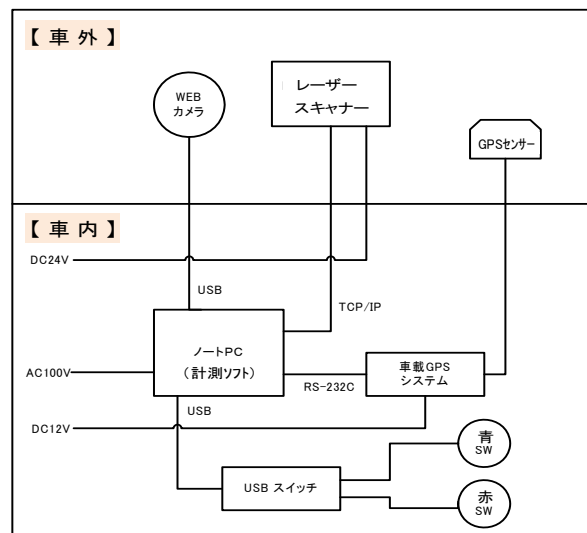 【 車 外 】
WEB
カメラ
レーザー
スキャナー
GPSセンサー
【 車 内 】
DC24V
USB
TCP/IP
ノートPC
（計測ソフト）
AC100V
RS-232C
車載GPS
システム
USB
DC12V
青
SW
USB スイッチ
赤
SW